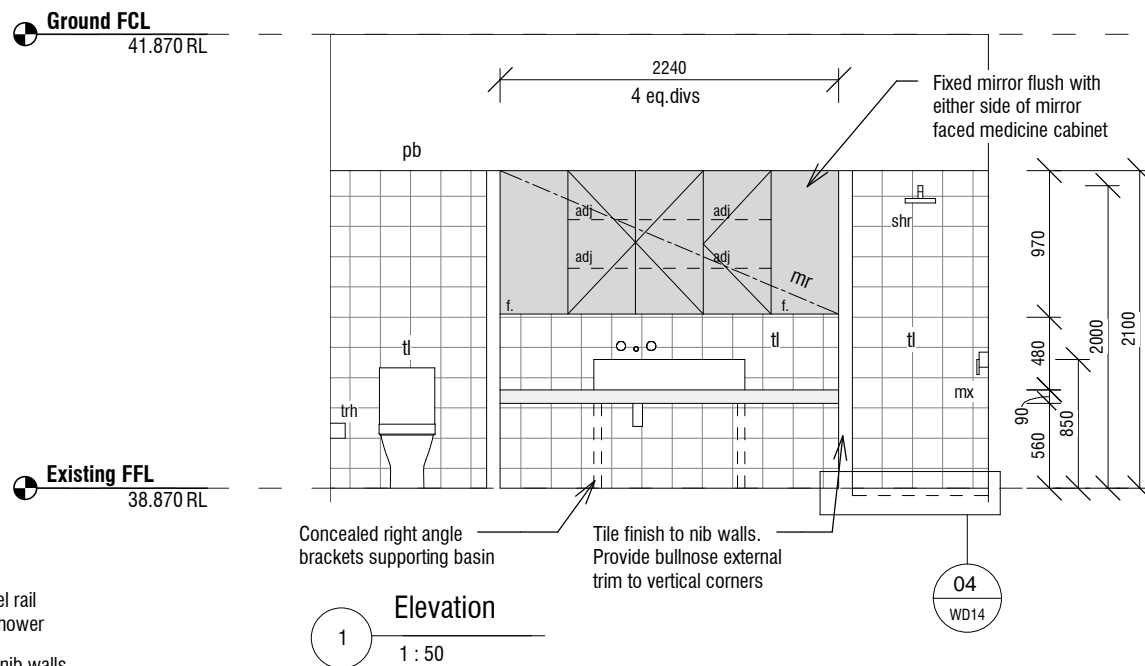 Ground FCL
41.870 RL
2240
4 eq.divs
Fixed mirror flush with
either side of mirror
faced medicine cabinet
pb
adj
adj
adj
adj
mr
f.
f.
shr
tl
tl
tl
trh
mx
970
480
90
560
850
2000
2100
Existing FFL
38.870 RL
Concealed right angle
brackets supporting basin
Tile finish to nib walls.
Provide bullnose external
trim to vertical corners
04
WD14
el rail
hower
nib walls
1
Elevation
1 : 50